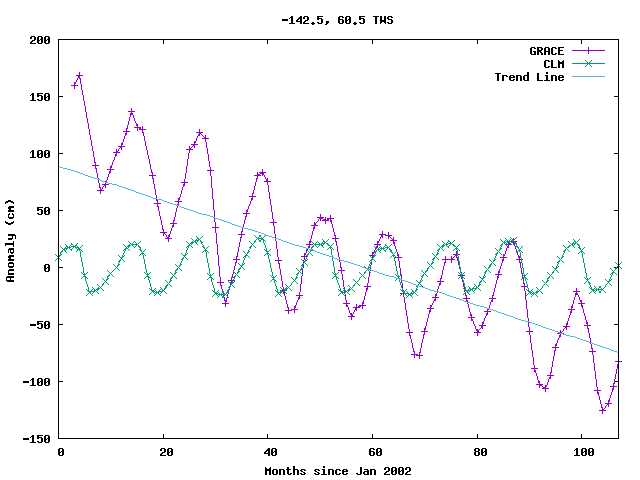 -142.5, 60.5 TWS
GRACE
CLM
Trend Line
200
150
100
50
0
-50
-100
-150
Anomaly (cm)
0 20 40 60 80 100
Months since Jan 2002